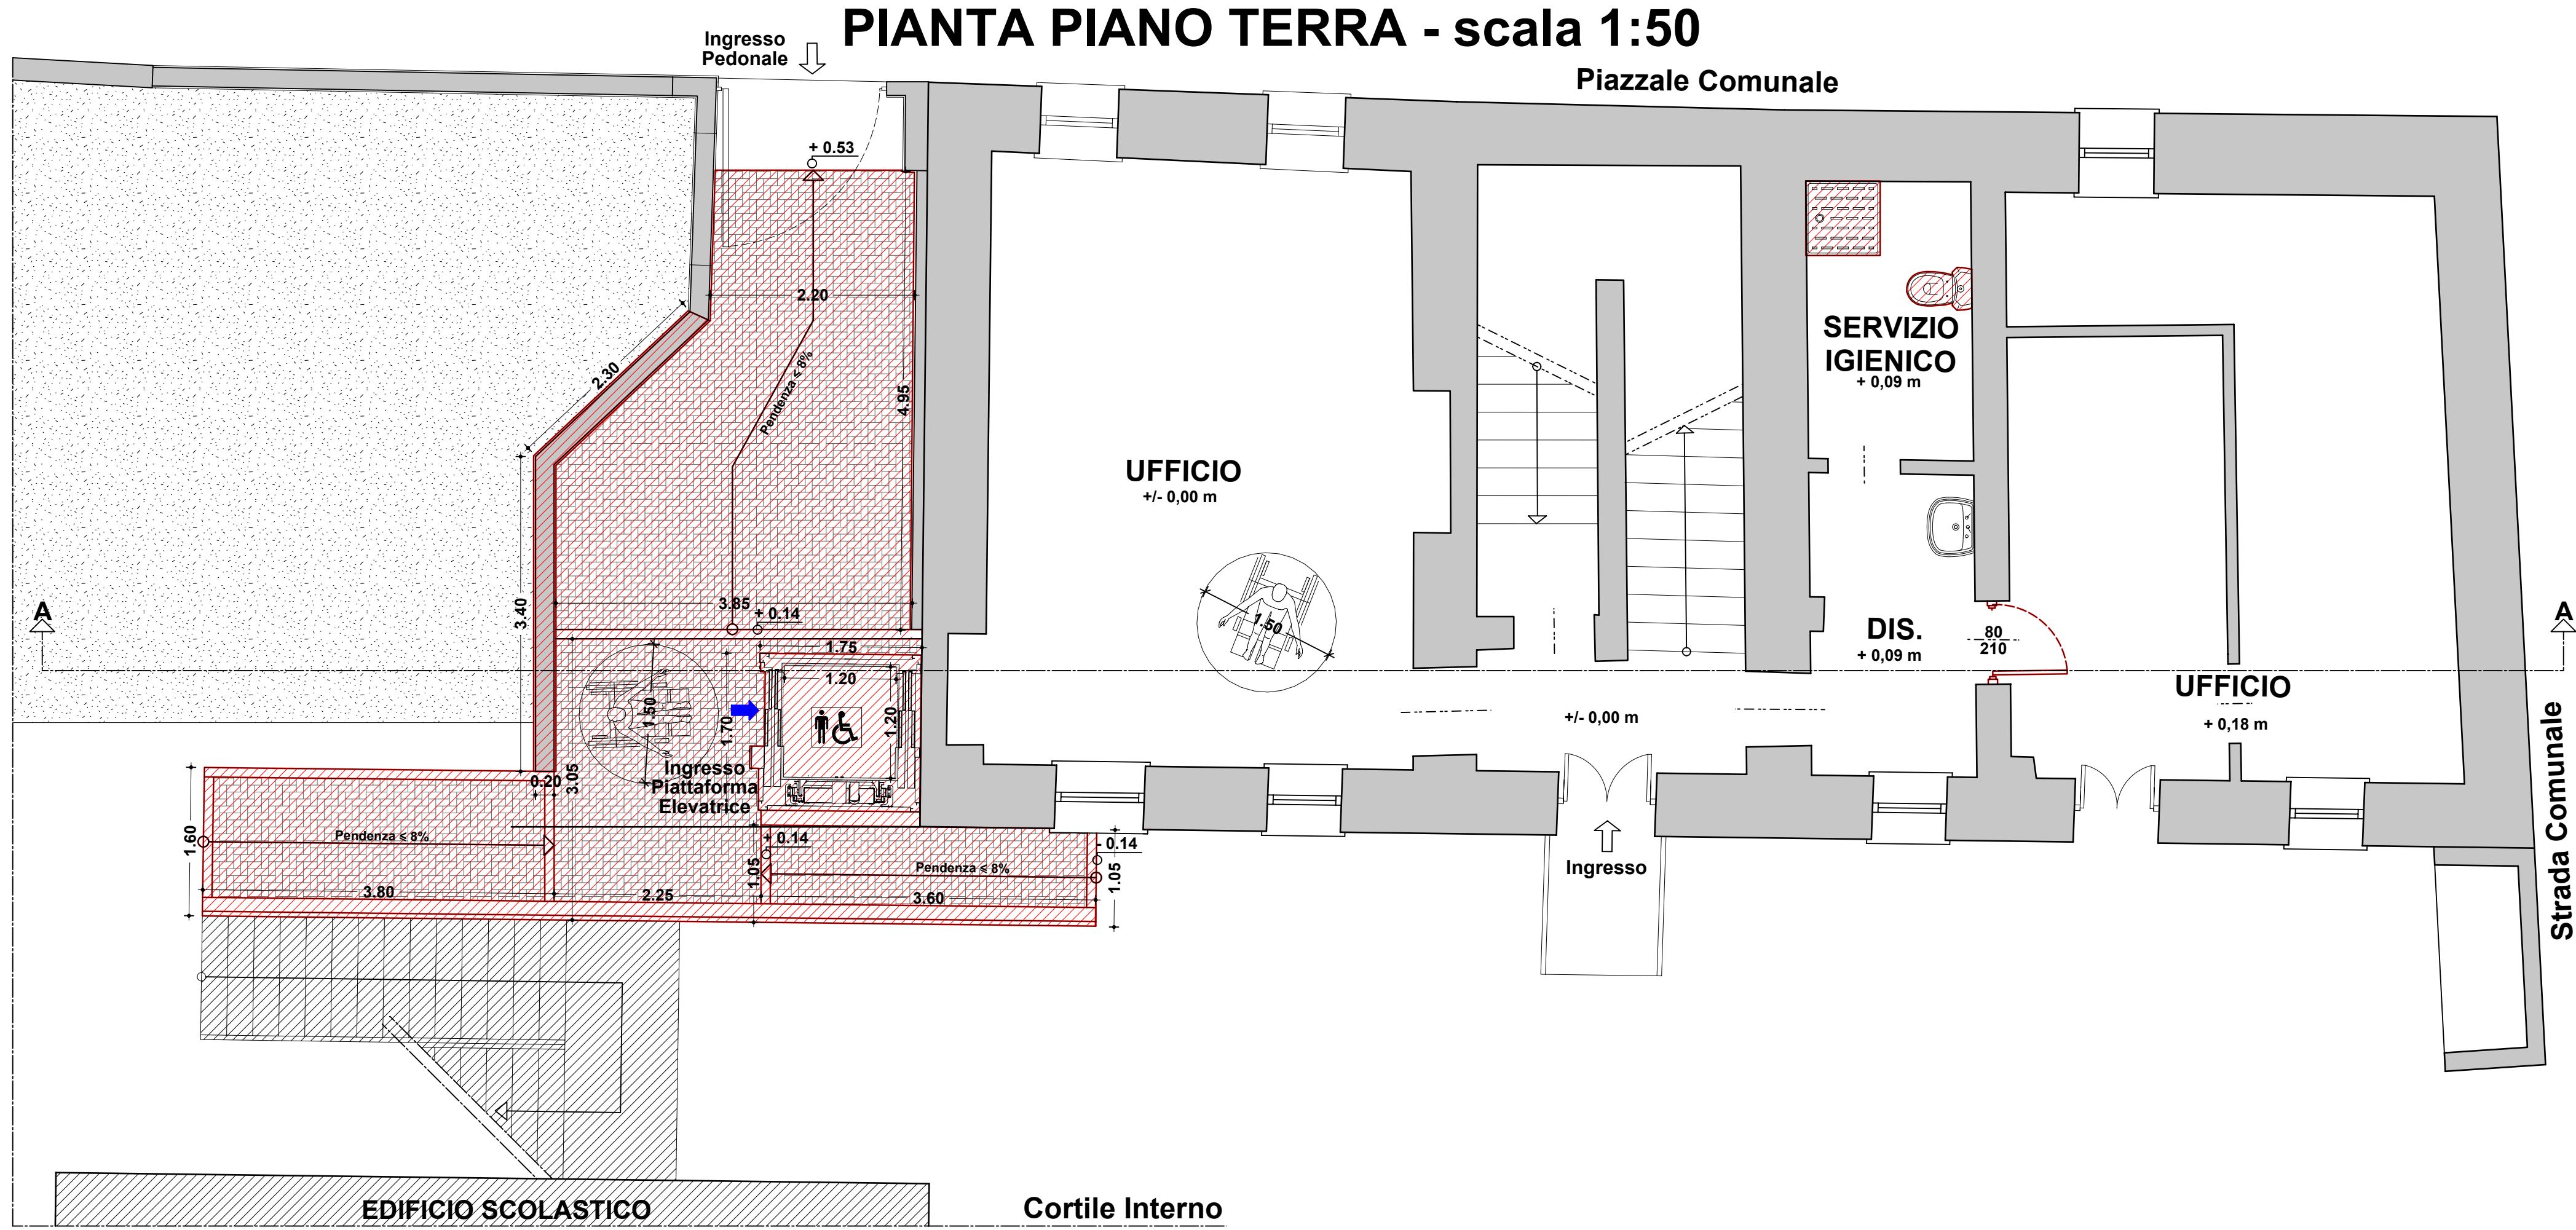 PIANTA PIANO TERRA - scala 1:50
Ingresso
Pedonale
Piazzale Comunale
+ 0.53
2.20
2.30
Pendenza ≤ 8%
4.95
SERVIZIO
IGIENICO
+ 0,09 m
UFFICIO
+/- 0,00 m
1.50
3.40
3.85
+ 0.14
A
A
1.75
80
210
DIS.
+ 0,09 m
1.20
1.20
1.50
1.70
UFFICIO
+ 0,18 m
+/- 0,00 m
Ingresso
Piattaforma
Elevatrice
0.20
3.05
1.60
Pendenza ≤ 8%
+ 0.14
- 0.14
1.05
Pendenza ≤ 8%
1.05
3.80
2.25
3.60
Ingresso
Strada Comunale
EDIFICIO SCOLASTICO
Cortile Interno